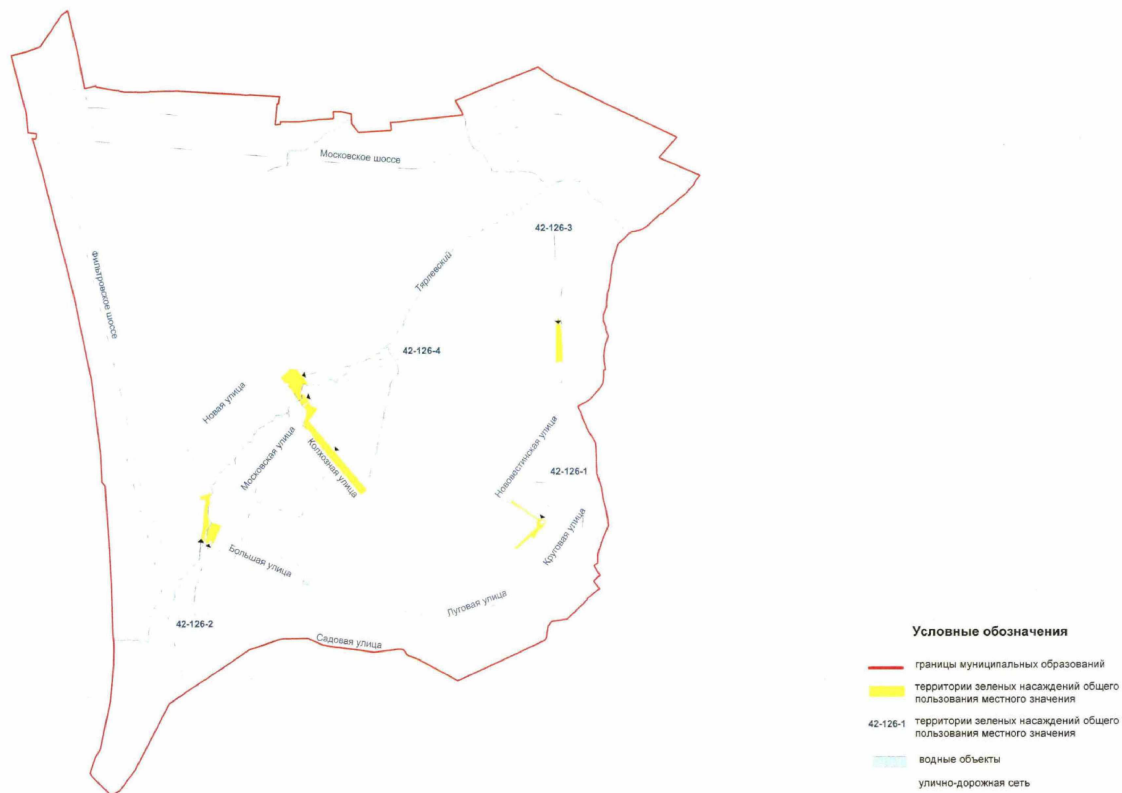 Московское шоссе
42-126-3
Тярлевский
Фильтровское шоссе
42-126-4
Новая улица
Московская улица
Колхозная улица
Нововестинская улица
42-126-1
Круговая улица
Большая улица
Луговая улица
42-126-2
Садовая улица
Условные обозначения
границы муниципальных образований
территории зеленых насаждений общего
пользования местного значения
42-126-1 территории зеленых насаждений общего
пользования местного значения
водные объекты
улично-дорожная сеть